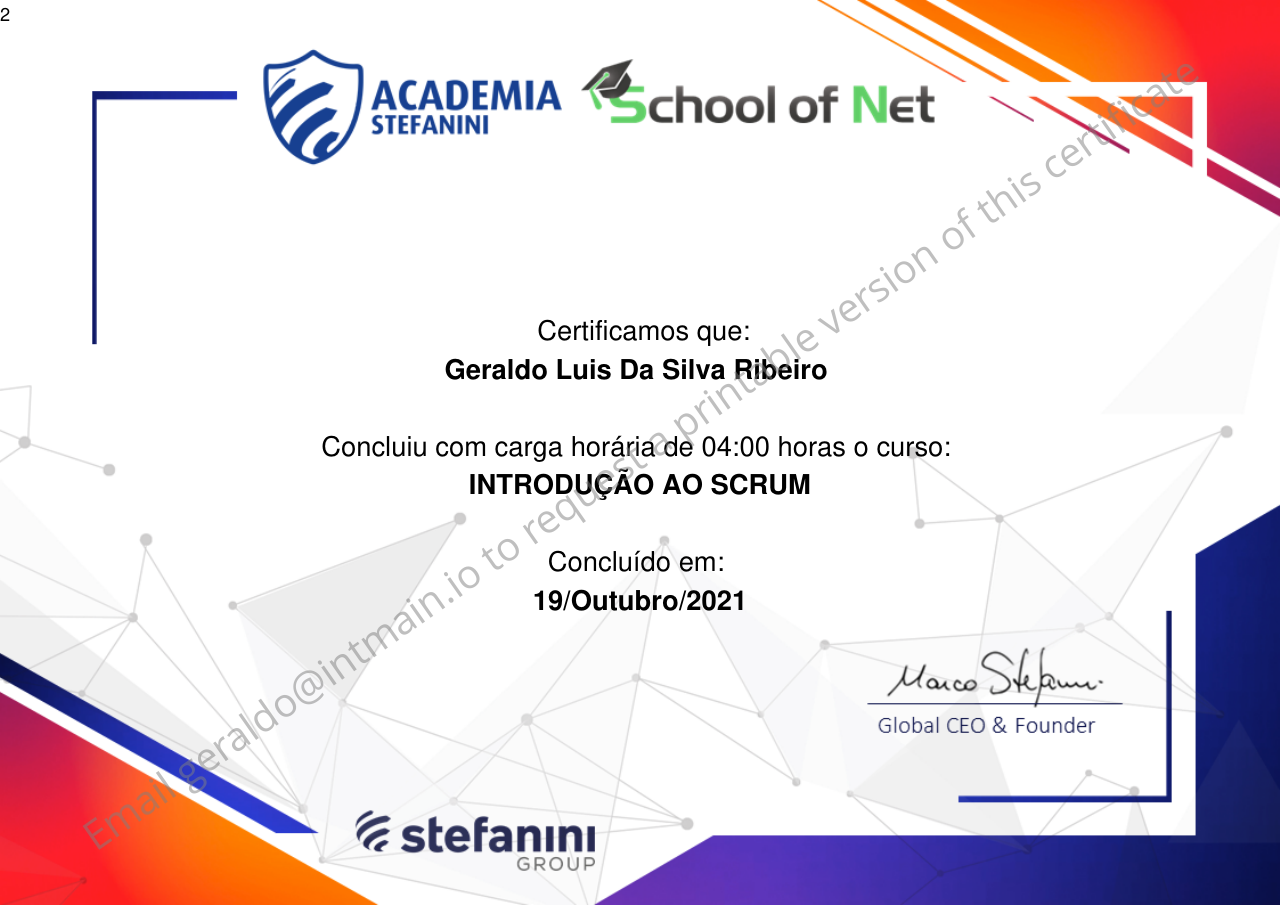 2
ACADEMIA
STEFANINI
School of Net
Certificamos que:
Geraldo Luis Da Silva Ribeiro
Concluiu com carga horária de 04:00 horas o curso:
INTRODUÇÃO AO SCRUM
Concluído em:
19/Outubro/2021
Marco Stefanini
Global CEO & Founder
stefanini
GROUP
Email geraldo@intmain.io to request a printable version of this certificate